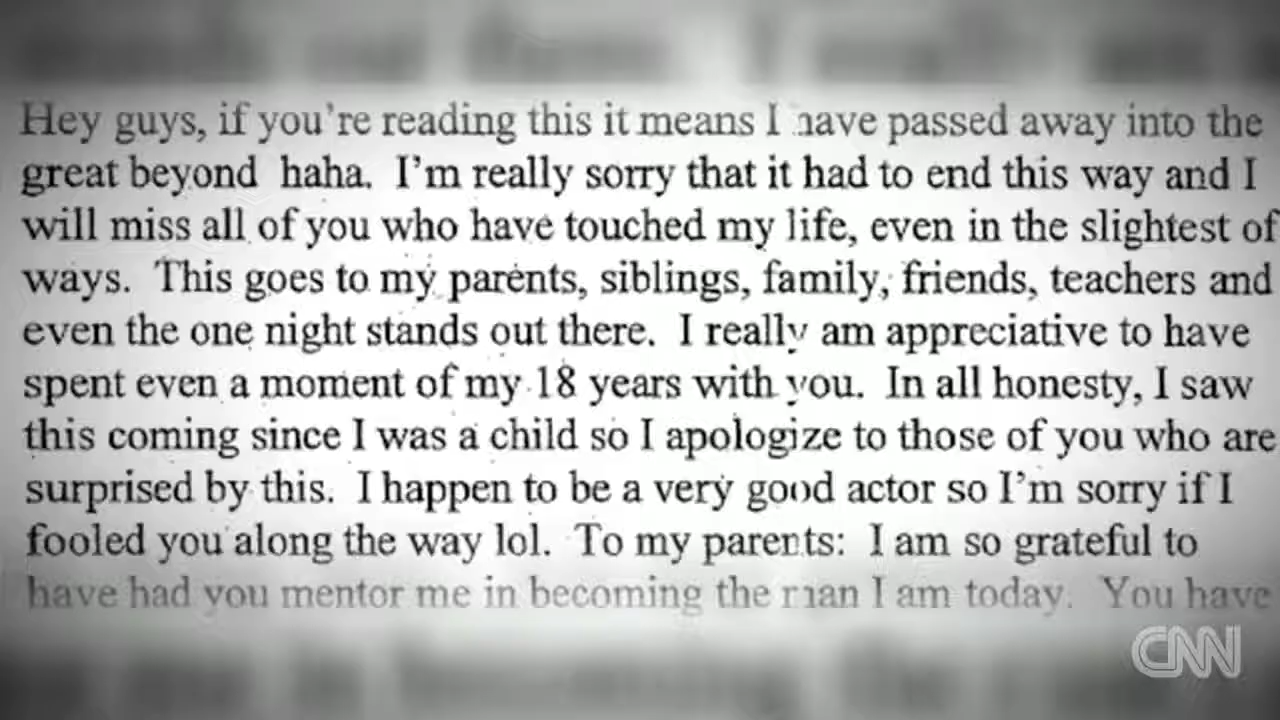 Hey guys, if you're reading this it means I have passed away into the
great beyond haha. I'm really sorry that it had to end this way and I
will miss all of you who have touched my life, even in the slightest of
ways. This goes to my parents, siblings, family, friends, teachers and
even the one night stands out there. I really am appreciative to have
spent even a moment of my 18 years with you. In all honesty, I saw
this coming since I was a child so I apologize to those of you who are
surprised by this. I happen to be a very good actor so I'm sorry if I
fooled you along the way lol. To my parents: I am so grateful to
have had you mentor me in becoming the man I am today. You have
CNN